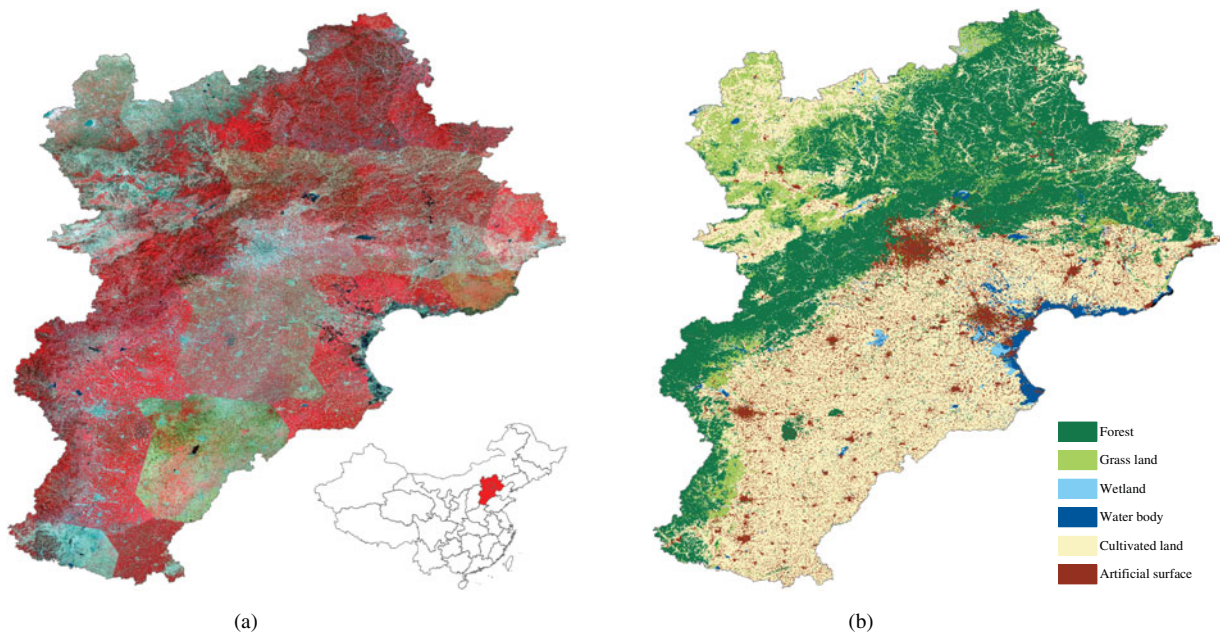 Forest
Grass land
Wetland
Water body
Cultivated land
Artificial surface
(a)
(b)